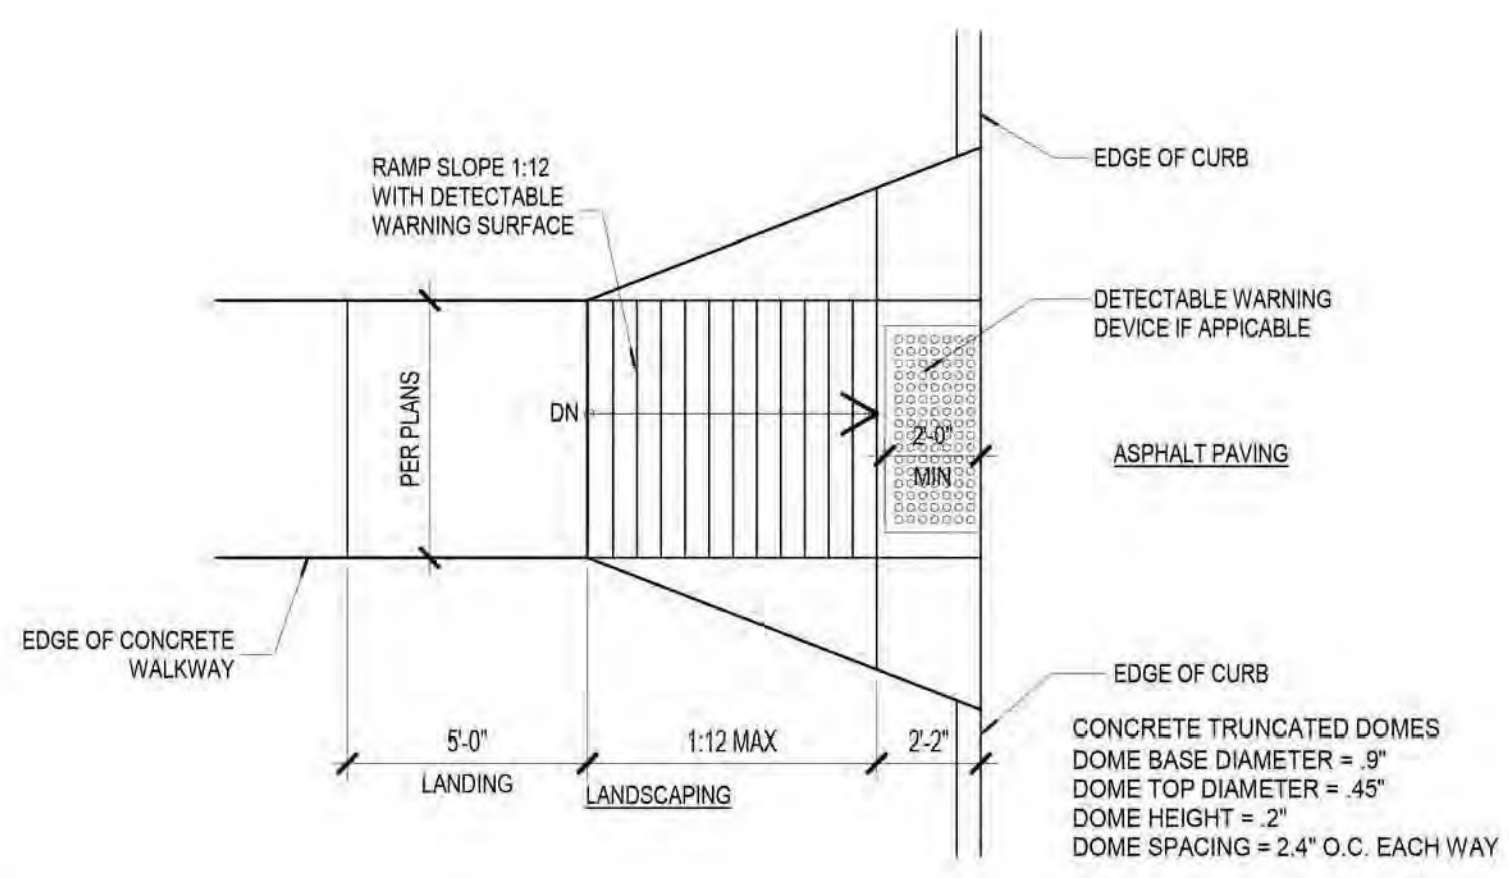 RAMP SLOPE 1:12
WITH DETECTABLE
WARNING SURFACE
EDGE OF CURB
DETECTABLE WARNING
DEVICE IF APPICABLE
PER PLANS
DN
2'-0"
MIN
ASPHALT PAVING
EDGE OF CONCRETE
WALKWAY
EDGE OF CURB
5'-0"
LANDING
1:12 MAX
2'-2"
LANDSCAPING
CONCRETE TRUNCATED DOMES
DOME BASE DIAMETER = .9"
DOME TOP DIAMETER = .45"
DOME HEIGHT = .2"
DOME SPACING = 2.4" O.C. EACH WAY